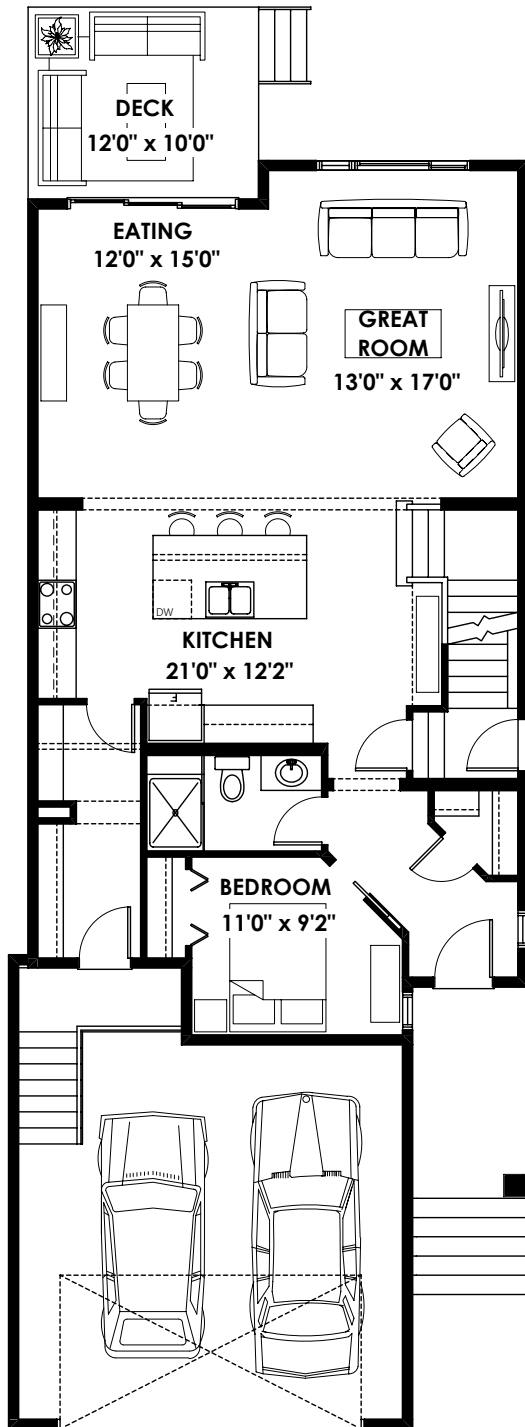 DECK
12'0" x 10'0"
EATING
12'0" x 15'0"
GREAT
ROOM
13'0" x 17'0"
DW
KITCHEN
21'0" x 12'2"
F
BEDROOM
11'0" x 9'2"